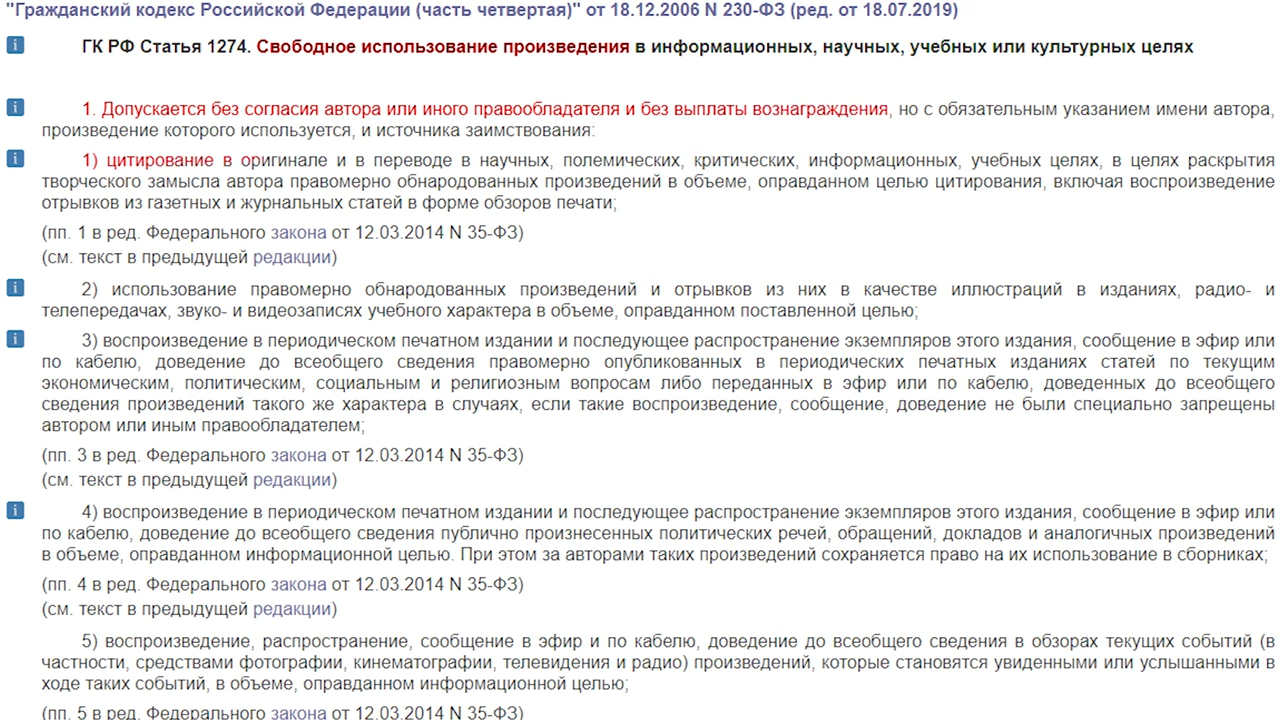 "Гражданский кодекс Российской Федерации (часть четвертая)" от 18.12.2006 N 230-ФЗ (ред. от 18.07.2019)
ГК РФ Статья 1274. Свободное использование произведения в информационных, научных, учебных или культурных целях
1. Допускается без согласия автора или иного правообладателя и без выплаты вознаграждения, но с обязательным указанием имени автора,
произведение которого используется, и источника заимствования:
1) цитирование в оригинале и в переводе в научных, полемических, критических, информационных, учебных целях, в целях раскрытия
творческого замысла автора правомерно обнародованных произведений в объеме, оправданном целью цитирования, включая воспроизведение
отрывков из газетных и журнальных статей в форме обзоров печати;
(пп. 1 в ред. Федерального закона от 12.03.2014 N 35-ФЗ)
(см. текст в предыдущей редакции)
2) использование правомерно обнародованных произведений и отрывков из них в качестве иллюстраций в изданиях, радио- и
телепередачах, звуко- и видеозаписях учебного характера в объеме, оправданном поставленной целью;
3) воспроизведение в периодическом печатном издании и последующее распространение экземпляров этого издания, сообщение в эфир или
по кабелю, доведение до всеобщего сведения правомерно опубликованных в периодических печатных изданиях статей по текущим
экономическим, политическим, социальным и религиозным вопросам либо переданных в эфир или по кабелю, доведенных до всеобщего
сведения произведений такого же характера в случаях, если такие воспроизведение, сообщение, доведение не были специально запрещены
автором или иным правообладателем;
(пп. 3 в ред. Федерального закона от 12.03.2014 N 35-ФЗ)
(см. текст в предыдущей редакции)
4) воспроизведение в периодическом печатном издании и последующее распространение экземпляров этого издания, сообщение в эфир или
по кабелю, доведение до всеобщего сведения публично произнесенных политических речей, обращений, докладов и аналогичных произведений
в объеме, оправданном информационной целью. При этом за авторами таких произведений сохраняется право на их использование в сборниках;
(пп. 4 в ред. Федерального закона от 12.03.2014 N 35-ФЗ)
(см. текст в предыдущей редакции)
5) воспроизведение, распространение, сообщение в эфир и по кабелю, доведение до всеобщего сведения в обзорах текущих событий (в
частности, средствами фотографии, кинематографии, телевидения и радио) произведений, которые становятся увиденными или услышанными в
ходе таких событий, в объеме, оправданном информационной целью;
(пп. 5 в ред. Федерального закона от 12.03.2014 N 35-ФЗ)